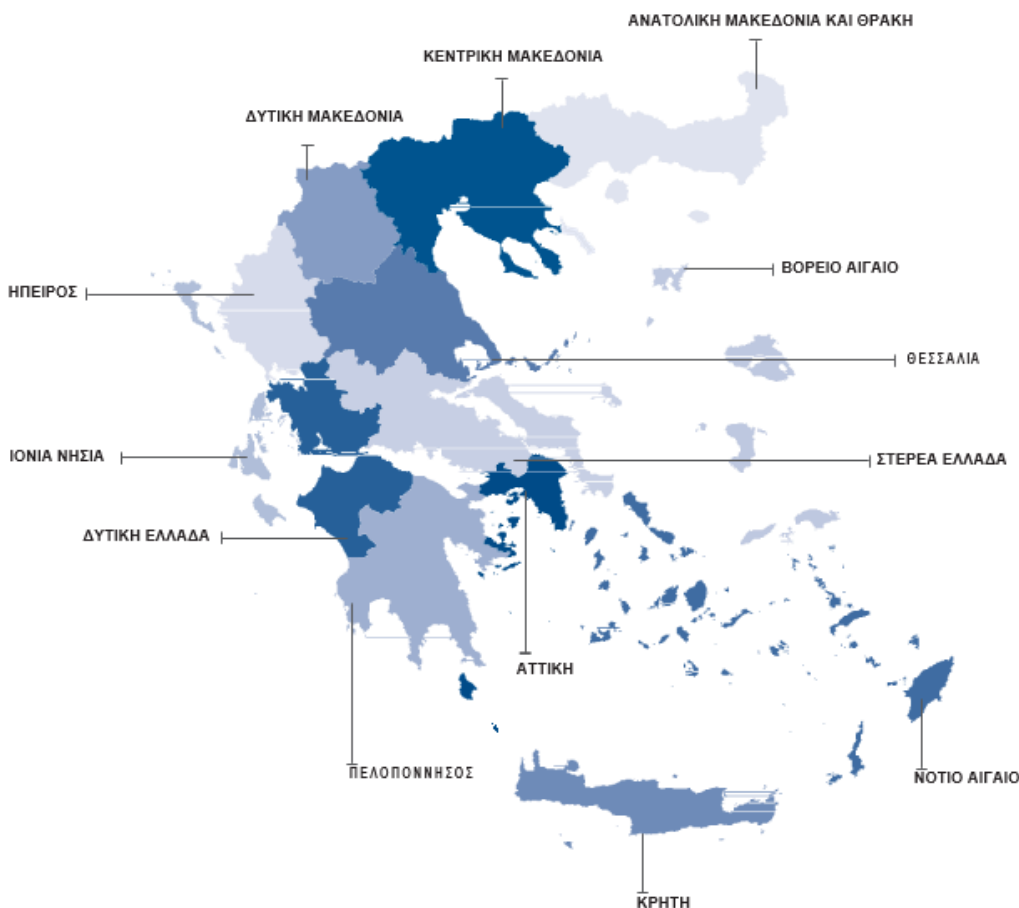 ΑΝΑΤΟΛΙΚΗ ΜΑΚΕΔΟΝΙΑ ΚΑΙ ΘΡΑΚΗ
ΚΕΝΤΡΙΚΗ ΜΑΚΕΔΟΝΙΑ
ΔΥΤΙΚΗ ΜΑΚΕΔΟΝΙΑ
ΒΟΡΕΙΟ ΑΙΓΑΙΟ
ΗΠΕΙΡΟΣ
ΘΕΣΣΑΛΙΑ
ΙΟΝΙΑ ΝΗΣΙΑ
ΣΤΕΡΕΑ ΕΛΛΑΔΑ
ΔΥΤΙΚΗ ΕΛΛΑΔΑ
ΑΤΤΙΚΗ
ΠΕΛΟΠΟΝΝΗΣΟΣ
ΝΟΤΙΟ ΑΙΓΑΙΟ
ΚΡΗΤΗ